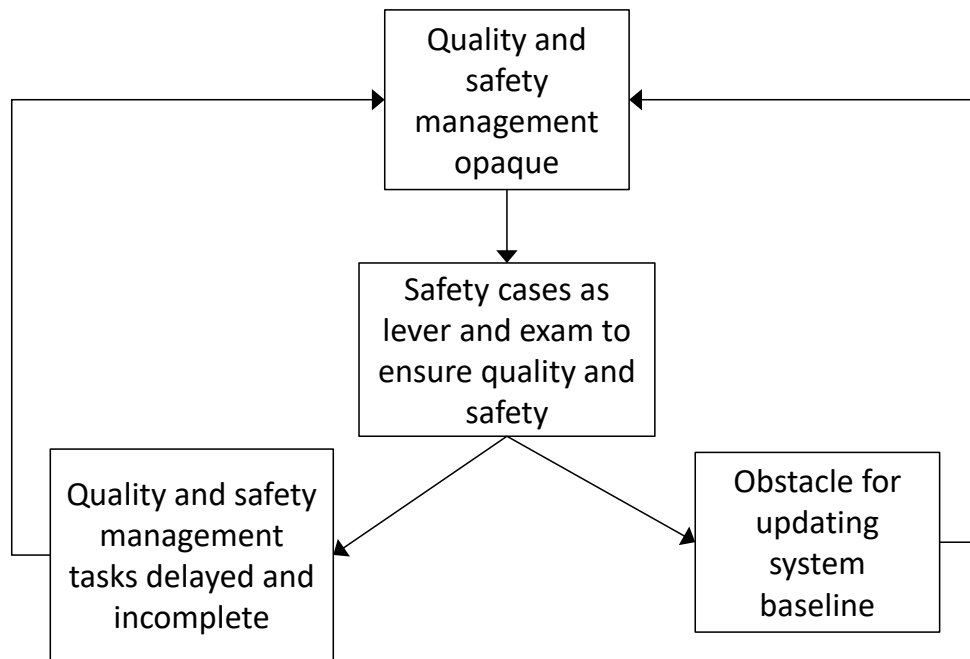 Quality and
safety
management
opaque
Safety cases as
lever and exam to
ensure quality and
safety
Quality and safety
management
tasks delayed and
incomplete
Obstacle for
updating
system
baseline